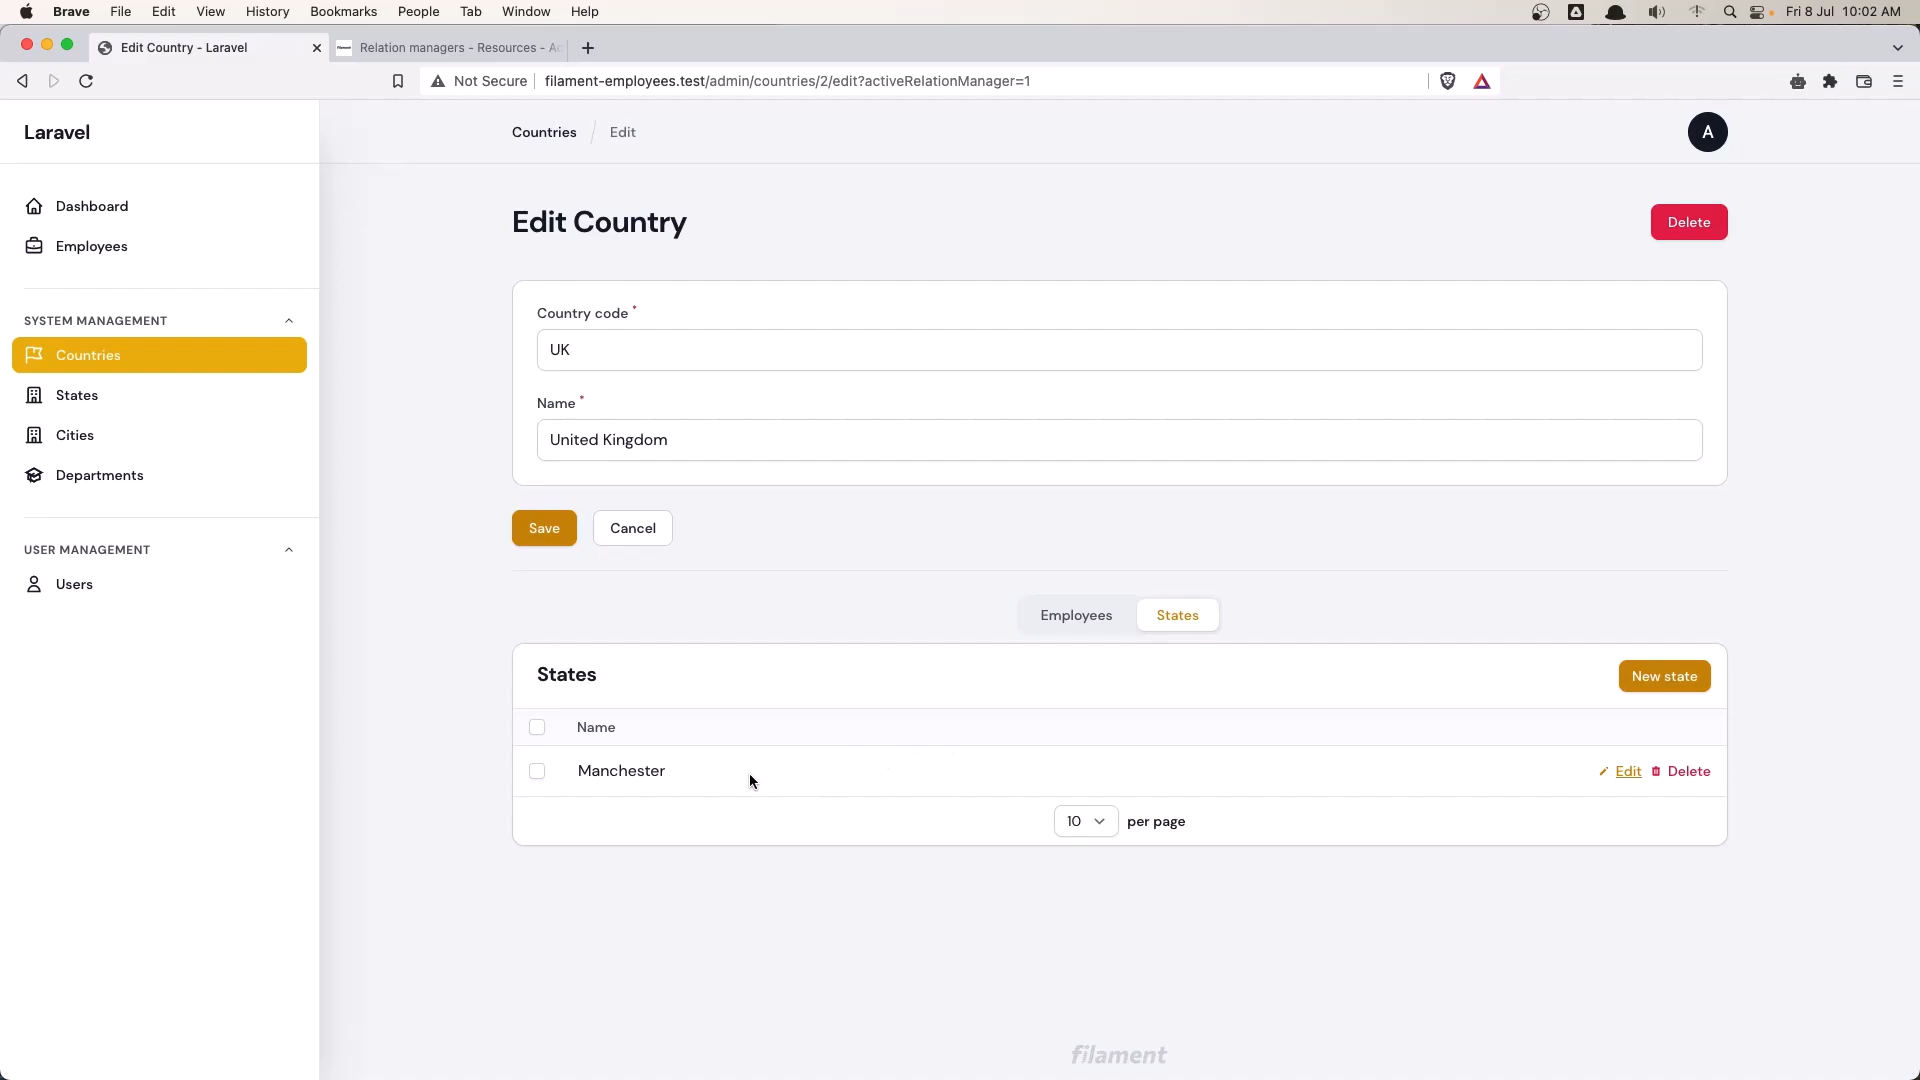 Brave File Edit View History Bookmarks People Tab Window Help Fri 8 Jul 10:02 AM
Edit Country - Laravel Relation managers - Resources - A
Not Secure filament-employees.test/admin/countries/2/edit?activeRelationManager=1
Laravel
Countries Edit
A
Dashboard
Employees
SYSTEM MANAGEMENT
Countries
States
Cities
Departments
USER MANAGEMENT
Users
Edit Country
Delete
Country code *
UK
Name *
United Kingdom
Save Cancel
Employees States
States
New state
Name
Manchester Edit Delete
10 per page
filament